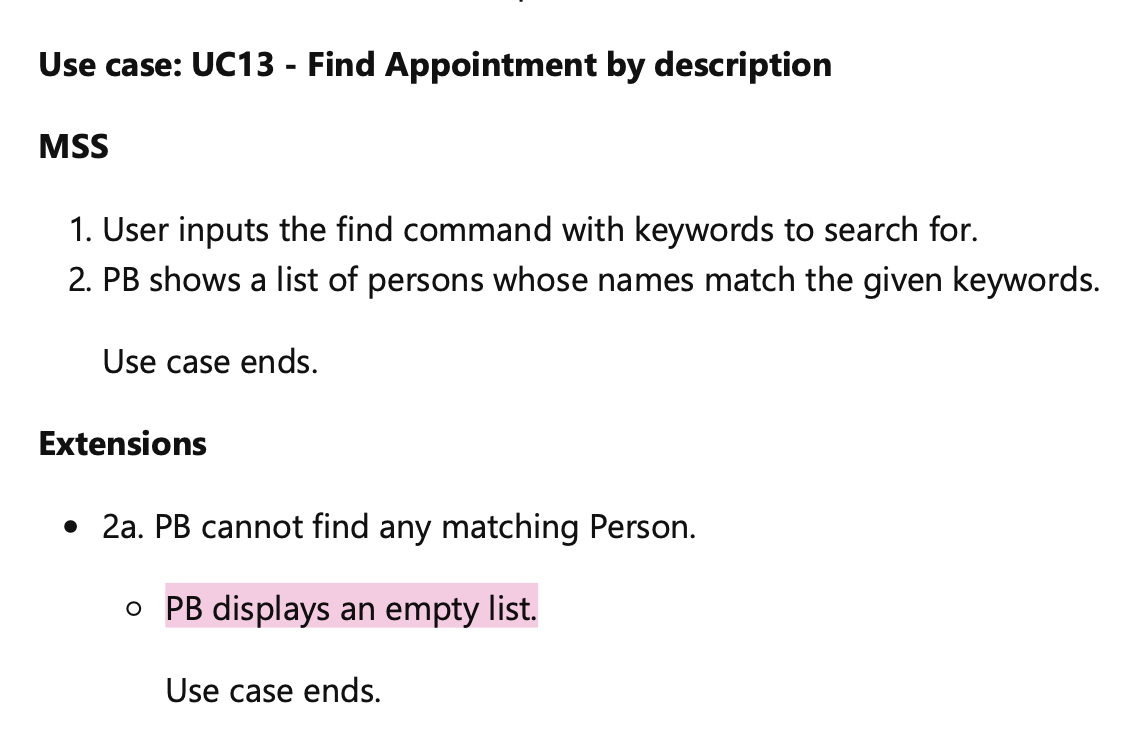 Use case: UC13 - Find Appointment by description
MSS
1. User inputs the find command with keywords to search for.
2. PB shows a list of persons whose names match the given keywords.
Use case ends.
Extensions
• 2a. PB cannot find any matching Person.
○ PB displays an empty list.
Use case ends.